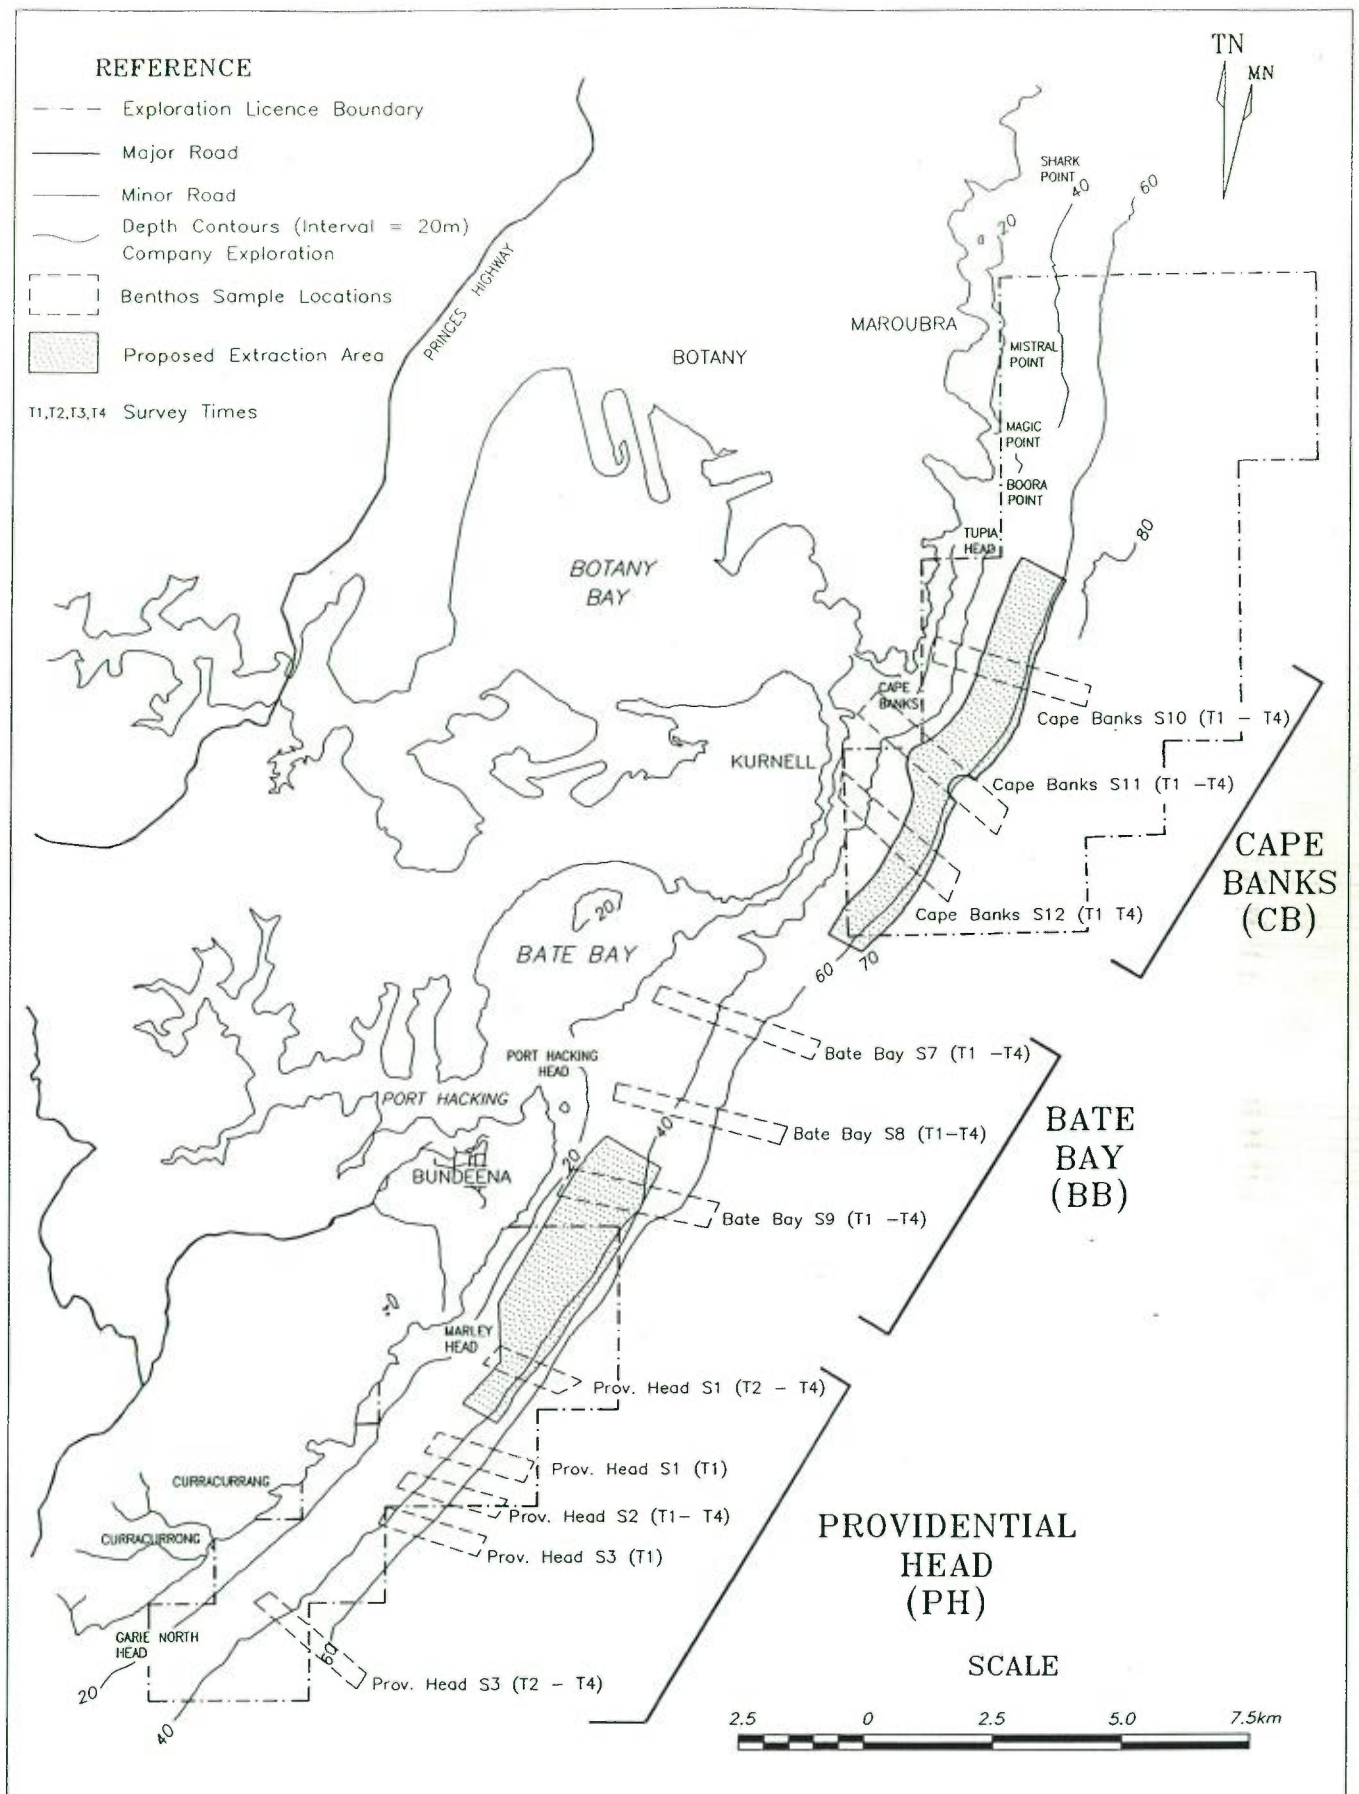 REFERENCE
Exploration Licence Boundary
Major Road
Minor Road
Depth Contours (Interval = 20m)
Company Exploration
Benthos Sample Locations
Proposed Extraction Area
T1,T2,T3,T4 Survey Times
TN
MN
SHARK
POINT
40
60
20
PRINCES HIGHWAY
MAROUBRA
BOTANY
MISTRAL
POINT
MAGIC
POINT
BOORA
POINT
TUPIA
HEAD
80
BOTANY
BAY
CAPE
BANKS
Cape Banks S10 (T1 – T4)
KURNELL
Cape Banks S11 (T1 –T4)
CAPE
BANKS
(CB)
Cape Banks S12 (T1 T4)
20
BATE BAY
60
70
Bate Bay S7 (T1 –T4)
PORT HACKING
HEAD
PORT HACKING
Bate Bay S8 (T1–T4)
BATE
BAY
(BB)
40
20
BUNDEENA
Bate Bay S9 (T1 –T4)
MARLEY
HEAD
Prov. Head S1 (T2 – T4)
Prov. Head S1 (T1)
CURRACURRANG
Prov. Head S2 (T1– T4)
CURRACURRONG
Prov. Head S3 (T1)
PROVIDENTIAL
HEAD
(PH)
GARIE NORTH
HEAD
60
20
Prov. Head S3 (T2 – T4)
40
SCALE
2.5 0 2.5 5.0 7.5km